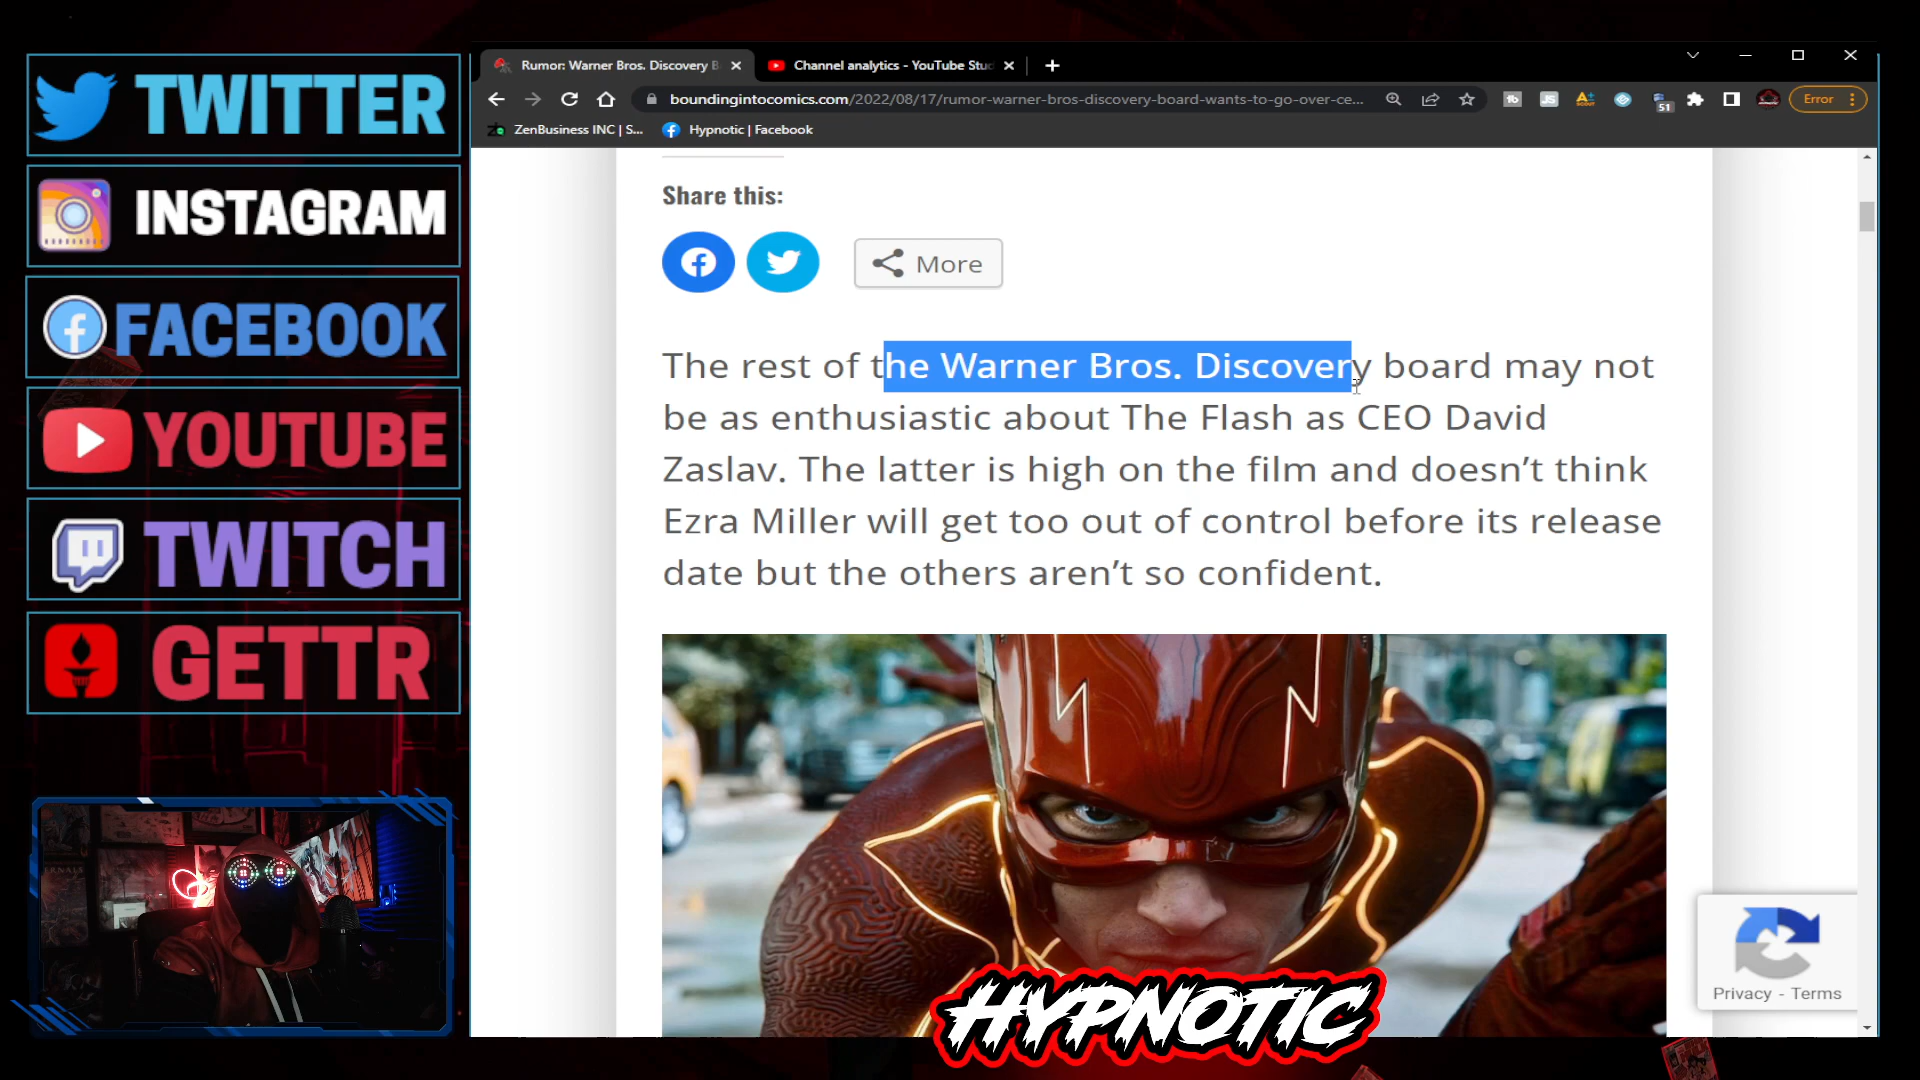 TWITTER
INSTAGRAM
FACEBOOK
YOUTUBE
TWITCH
GETTR
Rumor: Warner Bros. Discovery B
Channel analytics - YouTube Stu
boundingintocomics.com/2022/08/17/rumor-warner-bros-discovery-board-wants-to-go-over-ce...
51
Error
ZenBusiness INC | S...
Hypnotic | Facebook
Share this:
More
The rest of the Warner Bros. Discovery board may not
be as enthusiastic about The Flash as CEO David
Zaslav. The latter is high on the film and doesn't think
Ezra Miller will get too out of control before its release
date but the others aren't so confident.
Privacy - Terms
HYPNOTIC